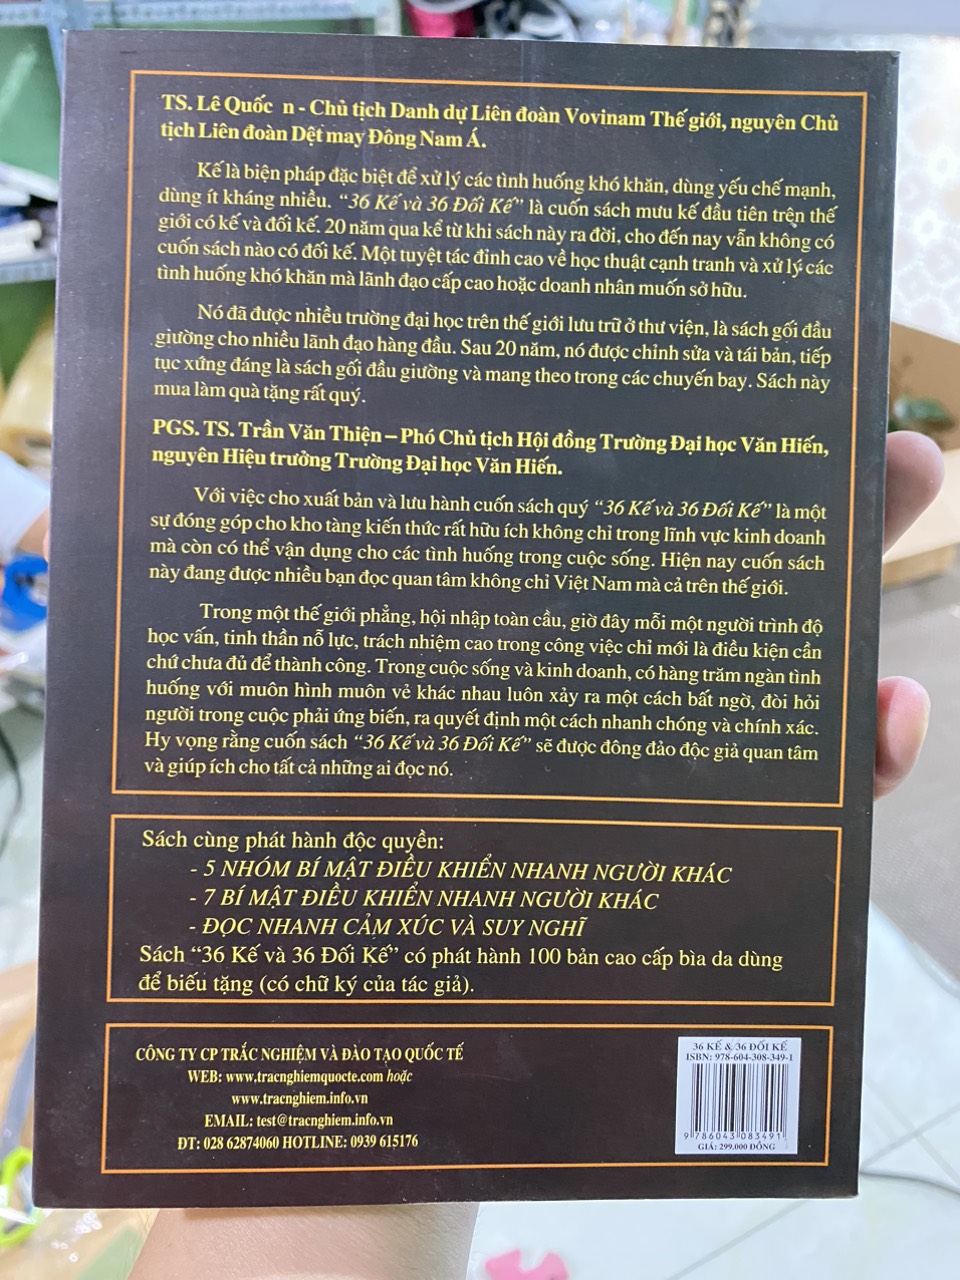 TS. Lê Quốc n - Chủ tịch Danh dự Liên đoàn Vovinam Thế giới, nguyên Chủ
tịch Liên đoàn Dệt may Đông Nam Á.
Kế là biện pháp đặc biệt để xử lý các tình huống khó khăn, dùng yếu chế mạnh,
dùng ít kháng nhiều. “36 Kế và 36 Đối Kế” là cuốn sách mưu kế đầu tiên trên thế
giới có kế và đối kế. 20 năm qua kể từ khi sách này ra đời, cho đến nay vẫn không có
cuốn sách nào có đối kế. Một tuyệt tác đỉnh cao về học thuật cạnh tranh và xử lý các
tình huống khó khăn mà lãnh đạo cấp cao hoặc doanh nhân muốn sở hữu.
Nó đã được nhiều trường đại học trên thế giới lưu trữ ở thư viện, là sách gối đầu
giường cho nhiều lãnh đạo hàng đầu. Sau 20 năm, nó được chỉnh sửa và tái bản, tiếp
tục xứng đáng là sách gối đầu giường và mang theo trong các chuyến bay. Sách này
mua làm quà tặng rất quý.
PGS. TS. Trần Văn Thiện – Phó Chủ tịch Hội đồng Trường Đại học Văn Hiến,
nguyên Hiệu trưởng Trường Đại học Văn Hiến.
Với việc cho xuất bản và lưu hành cuốn sách quý “36 Kế và 36 Đối Kế” là một
sự đóng góp cho kho tàng kiến thức rất hữu ích không chỉ trong lĩnh vực kinh doanh
mà còn có thể vận dụng cho các tình huống trong cuộc sống. Hiện nay cuốn sách
này đang được nhiều bạn đọc quan tâm không chỉ Việt Nam mà cả trên thế giới.
Trong một thế giới phẳng, hội nhập toàn cầu, giờ đây mỗi một người trình độ
học vấn, tinh thần nỗ lực, trách nhiệm cao trong công việc chỉ mới là điều kiện cần
chứ chưa đủ để thành công. Trong cuộc sống và kinh doanh, có hàng trăm ngàn tình
huống với muôn hình muôn vẻ khác nhau luôn xảy ra một cách bất ngờ, đòi hỏi
người trong cuộc phải ứng biến, ra quyết định một cách nhanh chóng và chính xác.
Hy vọng rằng cuốn sách “36 Kế và 36 Đối Kế” sẽ được đông đảo độc giả quan tâm
và giúp ích cho tất cả những ai đọc nó.
Sách cùng phát hành độc quyền:
- 5 NHÓM BÍ MẬT ĐIỀU KHIỂN NHANH NGƯỜI KHÁC
- 7 BÍ MẬT ĐIỀU KHIỂN NHANH NGƯỜI KHÁC
- ĐỌC NHANH CẢM XÚC VÀ SUY NGHĨ
Sách “36 Kế và 36 Đối Kế” có phát hành 100 bản cao cấp bìa da dùng
để biếu tặng (có chữ ký của tác giả).
CÔNG TY CP TRẮC NGHIỆM VÀ ĐÀO TẠO QUỐC TẾ
WEB: www.tracnghiemquocte.com hoặc
www.tracnghiem.info.vn
EMAIL: test@tracnghiem.info.vn
ĐT: 028 62874060 HOTLINE: 0939 615176
36 KẾ & 36 ĐỐI KẾ
ISBN: 978-604-308-349-1
9 786043 083491
GIÁ: 299.000 ĐỒNG